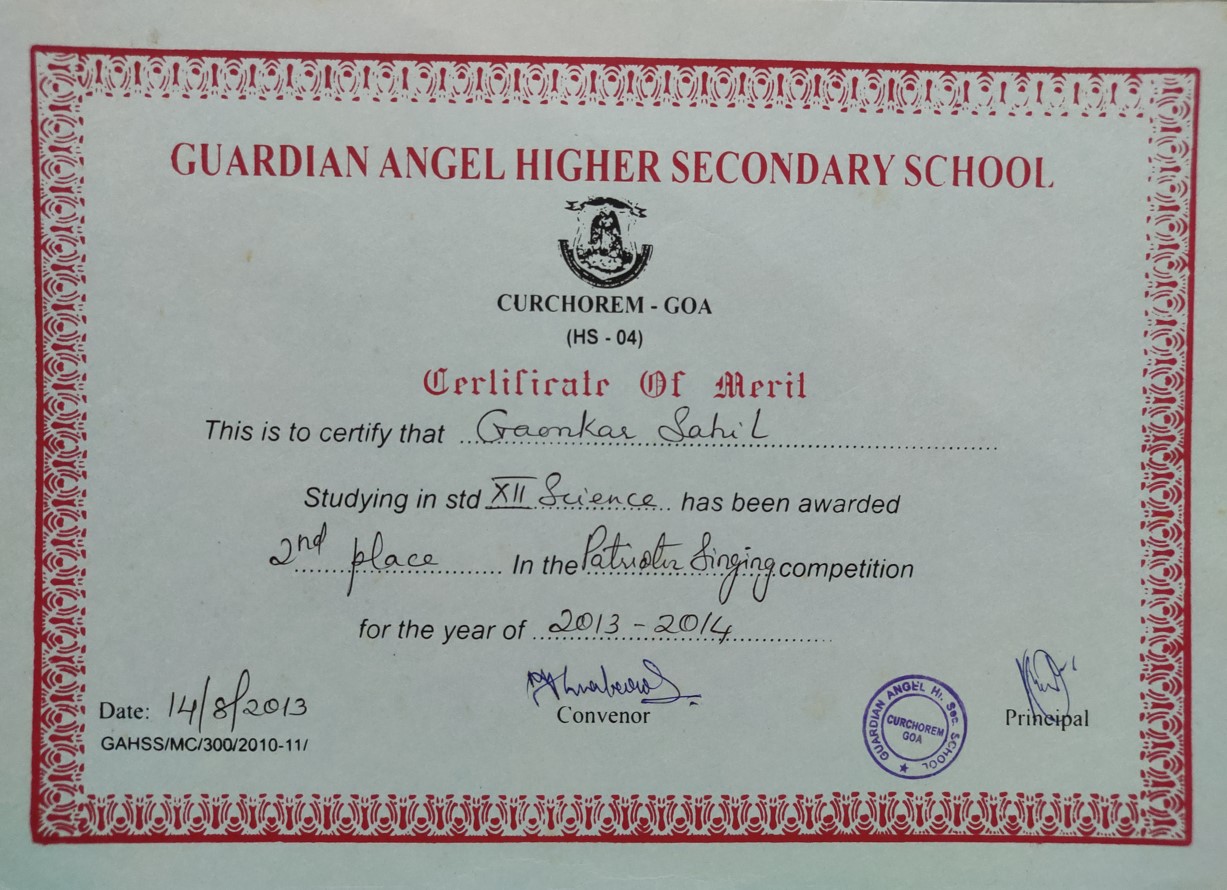 GUARDIAN ANGEL HIGHER SECONDARY SCHOOL
CURCHOREM - GOA
(HS - 04)
Certificate Of Merit
This is to certify that Gaonkar Sahil
Studying in std XII Science has been awarded
2nd place In the Patriotic Singing competition
for the year of 2013 - 2014
Date: 14/8/2013
Convenor
Principal
GAHSS/MC/300/2010-11/
GUARDIAN ANGEL Hr. Sec. SCHOOL
CURCHOREM
GOA